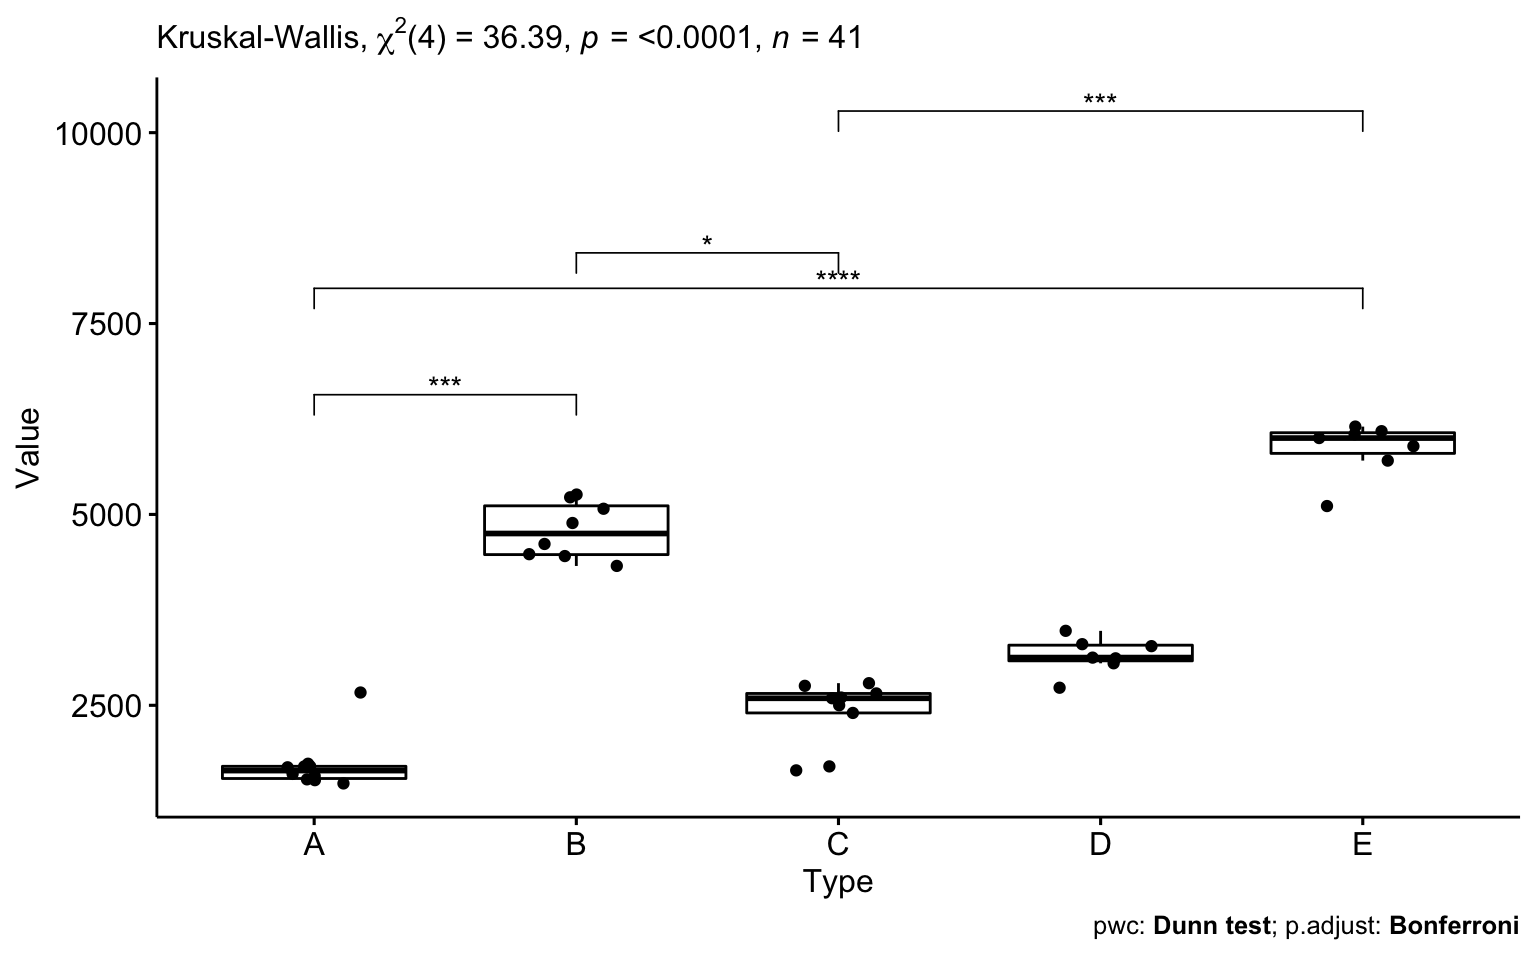 Kruskal-Wallis, χ²(4) = 36.39, p = <0.0001, n = 41
***
10000
*
****
7500
***
Value
5000
2500
A B C D E
Type
pwc: Dunn test; p.adjust: Bonferroni